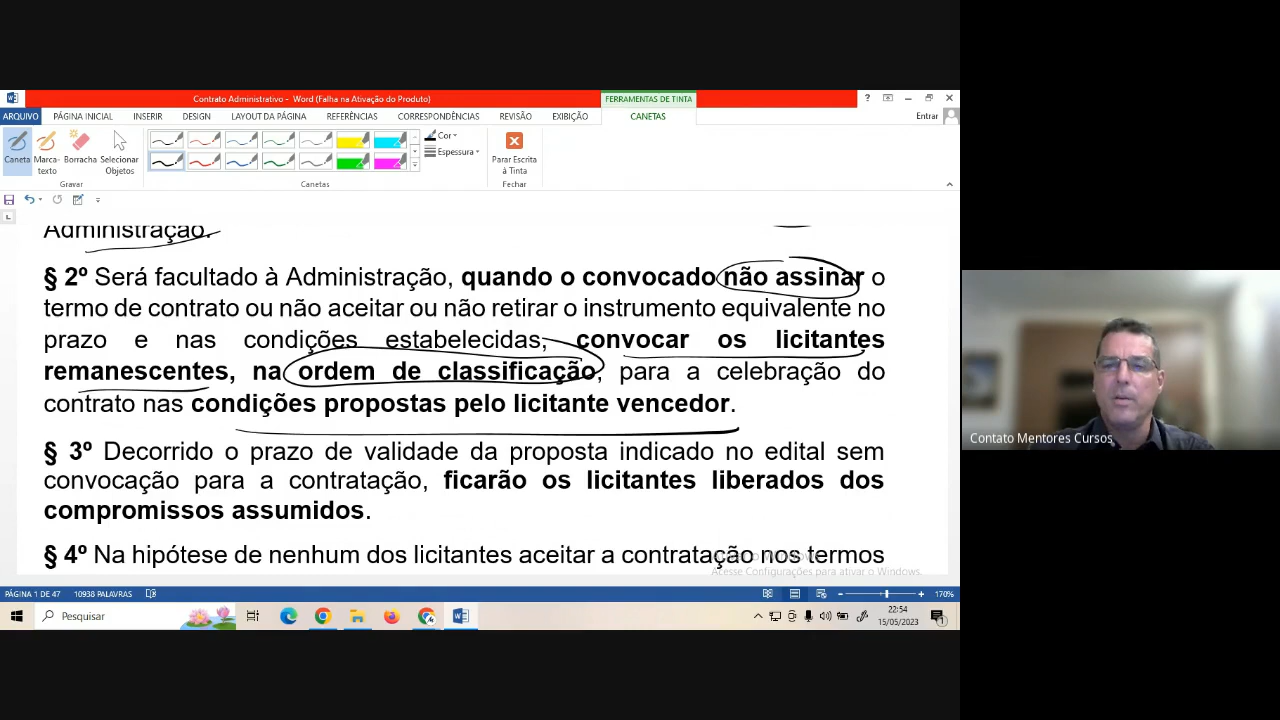 Contrato Administrativo - Word (Falha na Ativação do Produto)
FERRAMENTAS DE TINTA
?
ARQUIVO PÁGINA INICIAL INSERIR DESIGN LAYOUT DA PÁGINA REFERÊNCIAS CORRESPONDÊNCIAS REVISÃO EXIBIÇÃO CANETAS Entrar
Caneta Marca-texto Borracha Selecionar Objetos
Cor
Espessura
Parar Escrita à Tinta
Gravar Canetas Fechar
Administração.
§ 2º Será facultado à Administração, quando o convocado não assinar o
termo de contrato ou não aceitar ou não retirar o instrumento equivalente no
prazo e nas condições estabelecidas, convocar os licitantes
remanescentes, na ordem de classificação, para a celebração do
contrato nas condições propostas pelo licitante vencedor.
§ 3º Decorrido o prazo de validade da proposta indicado no edital sem
convocação para a contratação, ficarão os licitantes liberados dos
compromissos assumidos.
§ 4º Na hipótese de nenhum dos licitantes aceitar a contratação nos termos
Acesse Configurações para ativar o Windows.
PÁGINA 1 DE 47 10938 PALAVRAS 170%
Pesquisar
22:54
15/05/2023
Contato Mentores Cursos